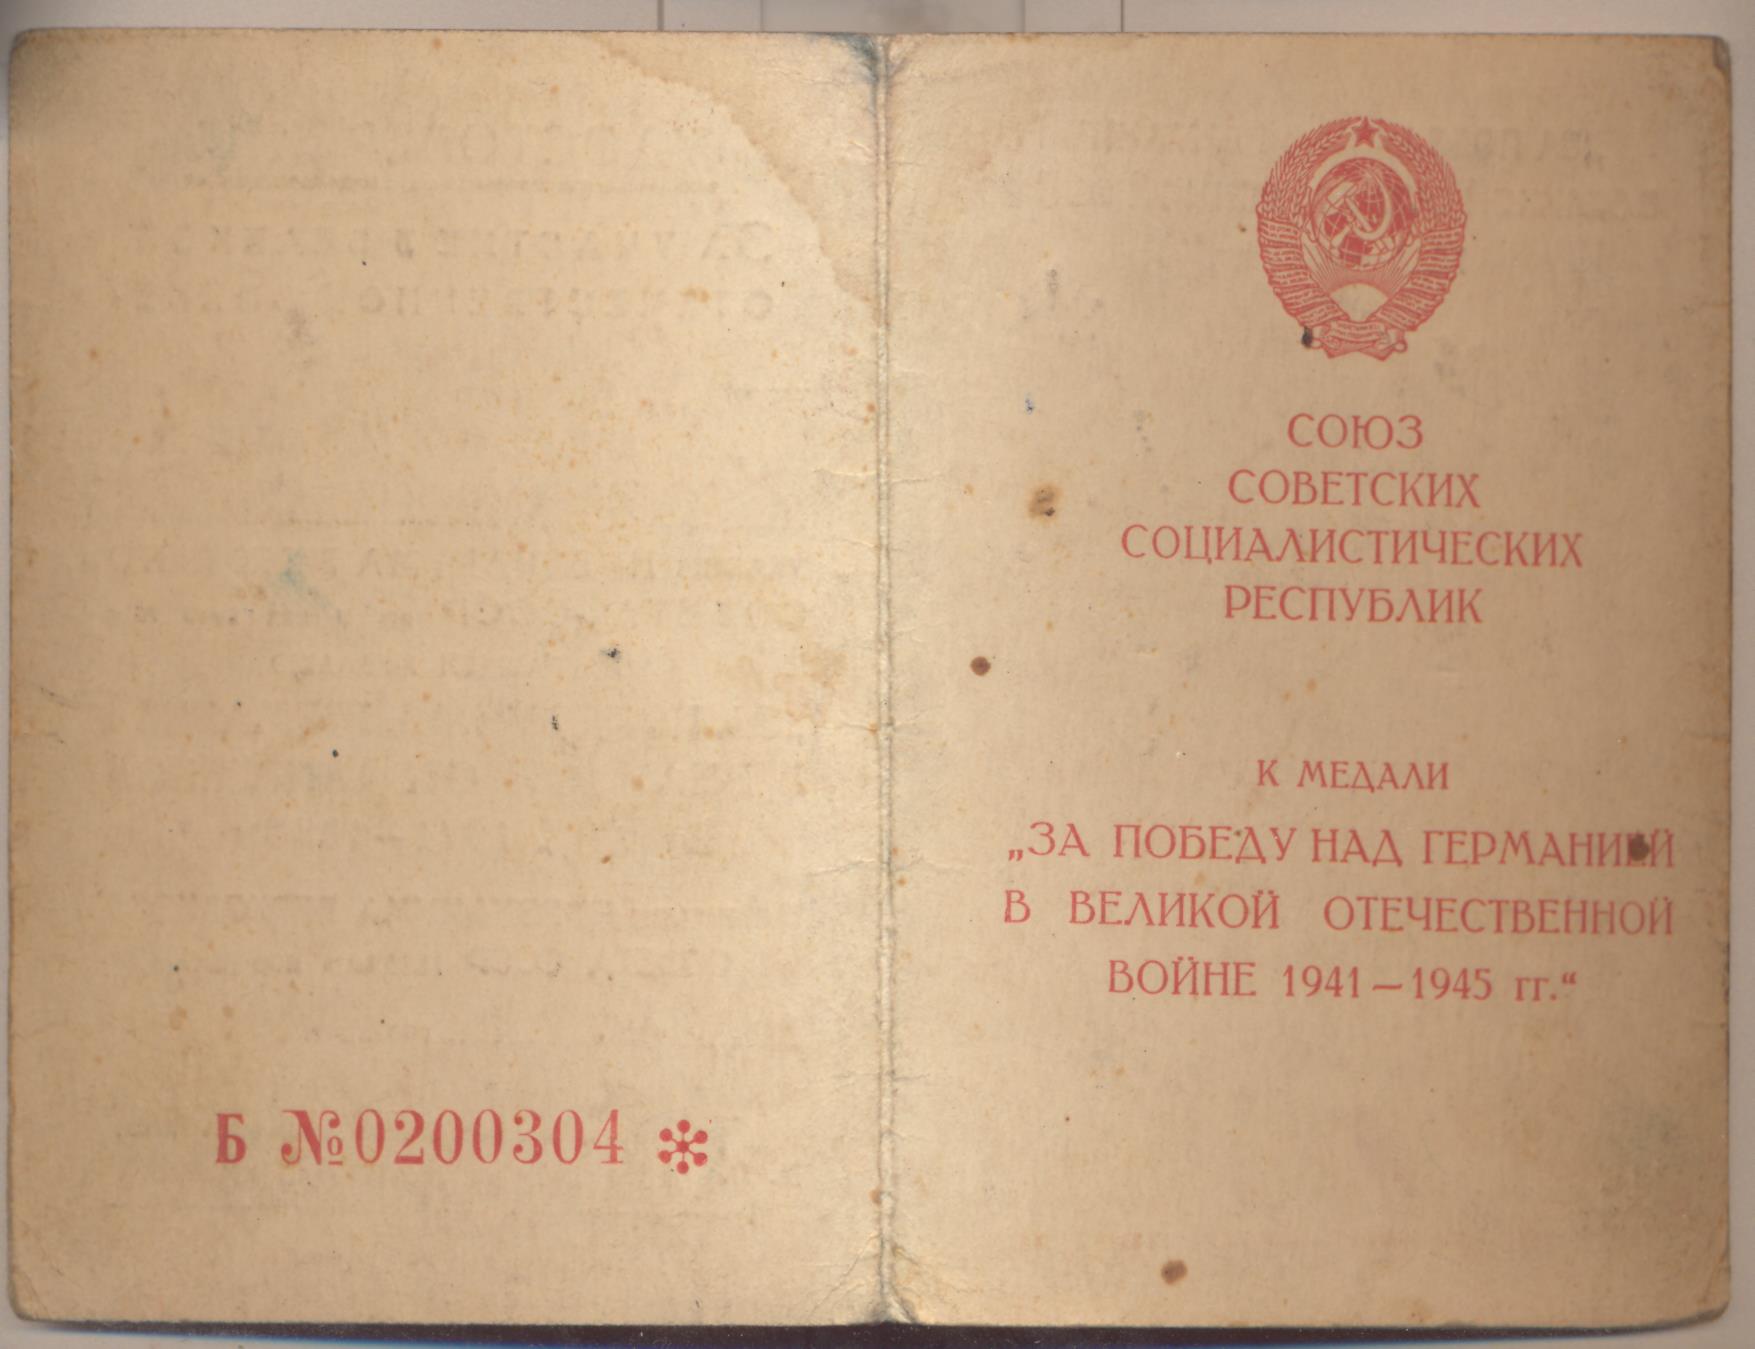 СОЮЗ
СОВЕТСКИХ
СОЦИАЛИСТИЧЕСКИХ
РЕСПУБЛИК
К МЕДАЛИ
„ЗА ПОБЕДУ НАД ГЕРМАНИЕЙ
В ВЕЛИКОЙ ОТЕЧЕСТВЕННОЙ
ВОЙНЕ 1941—1945 гг.“
Б №0200304